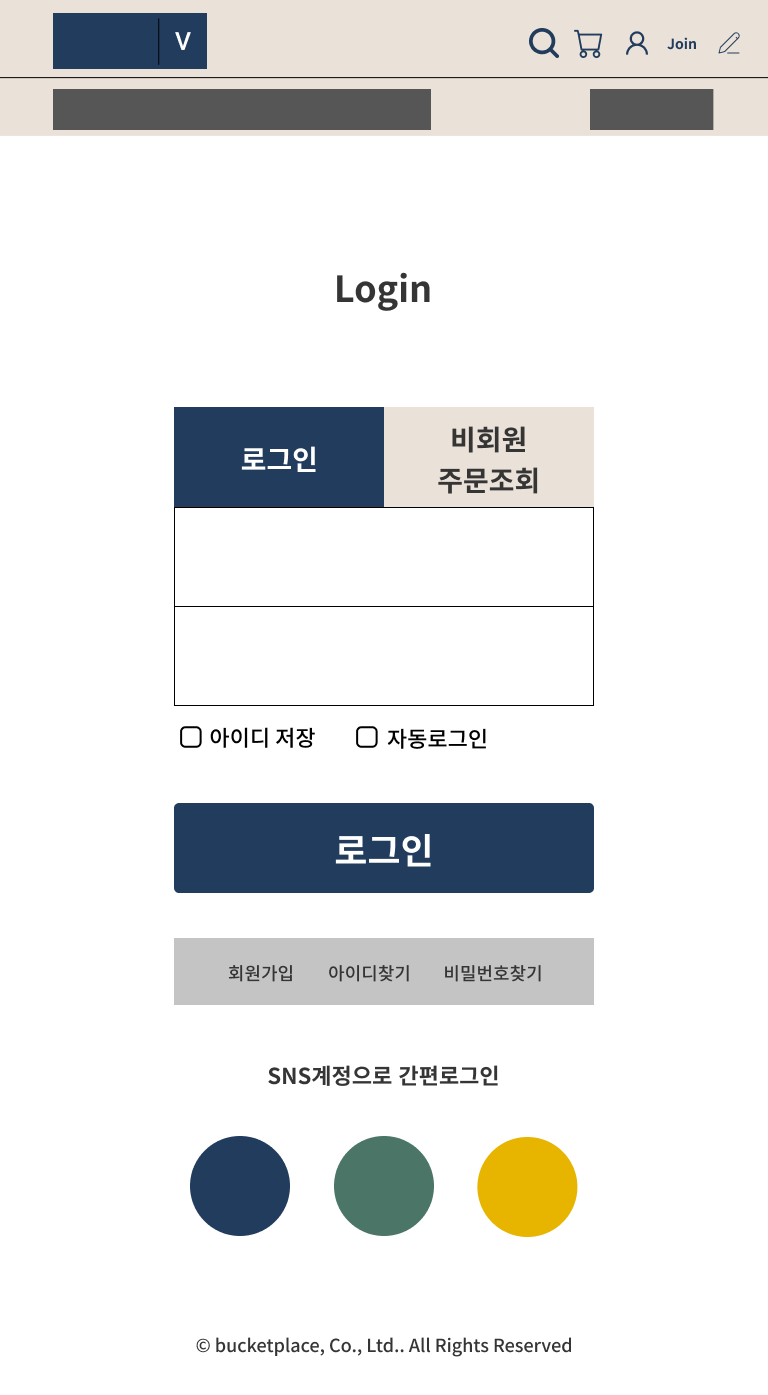 V
Join
Login
로그인
비회원
주문조회
아이디 저장
자동로그인
로그인
회원가입 아이디찾기 비밀번호찾기
SNS계정으로 간편로그인
© bucketplace, Co., Ltd.. All Rights Reserved